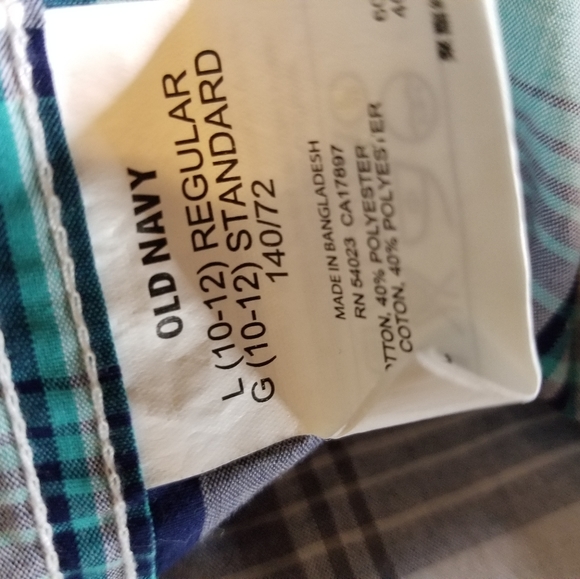 OLD NAVY
L (10-12) REGULAR
G (10-12) STANDARD
140/72
MADE IN BANGLADESH
RN 54023 CA17897
TTON, 40% POLYESTER
COTON, 40% POLYESTER